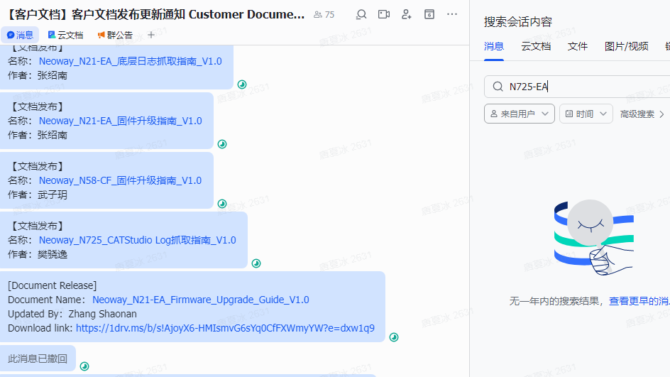 【客户文档】客户文档发布更新通知 Customer Docume... 75
消息 云文档 群公告 +
【文档发布】
名称： Neoway_N21-EA_底层日志抓取指南_V1.0
作者：张绍南
【文档发布】
名称： Neoway_N21-EA_固件升级指南_V1.0
作者：张绍南
【文档发布】
名称： Neoway_N58-CF_固件升级指南_V1.0
作者：武子玥
【文档发布】
名称： Neoway_N725_CATStudio Log抓取指南_V1.0
作者：樊骁逸
[Document Release]
Document Name： Neoway_N21-EA_Firmware_Upgrade_Guide_V1.0
Updated By： Zhang Shaonan
Download link: https://1drv.ms/b/s!AjoyX6-HMIsmvG6sYq0CfFXWmyYW?e=dxw1q9
此消息已撤回
搜索会话内容
消息 云文档 文件 图片/视频
N725-EA
来自用户 时间 高级搜索
无一年内的搜索结果，查看更早的消